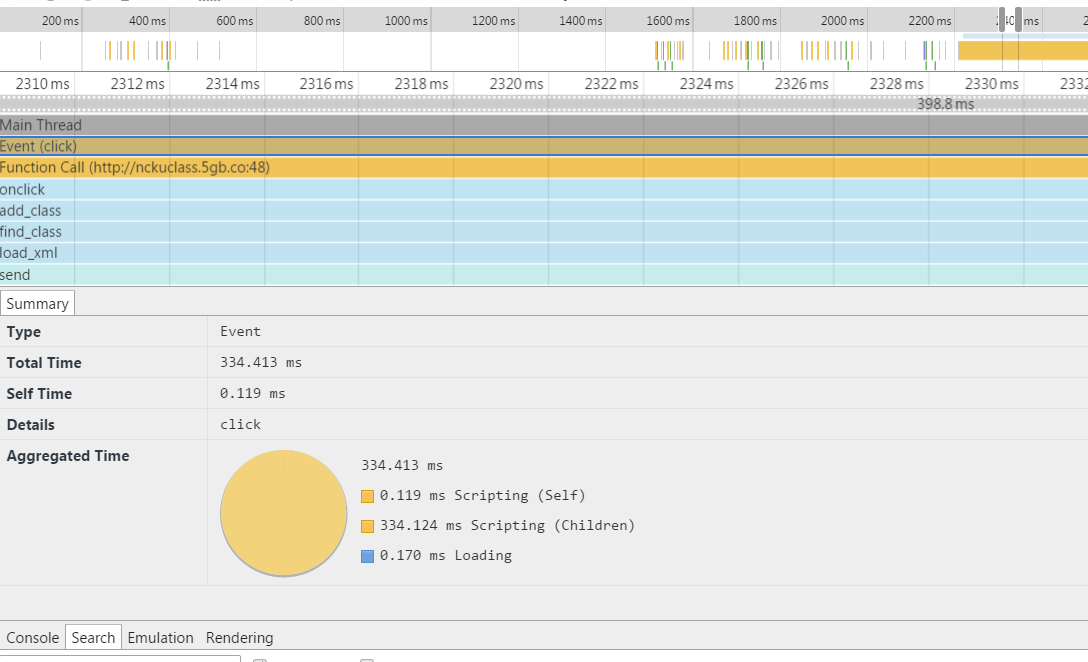 200 ms 400 ms 600 ms 800 ms 1000 ms 1200 ms 1400 ms 1600 ms 1800 ms 2000 ms 2200 ms ms 2
2310 ms 2312 ms 2314 ms 2316 ms 2318 ms 2320 ms 2322 ms 2324 ms 2326 ms 2328 ms 2330 ms 2332
398.8 ms
Main Thread
Event (click)
Function Call (http://nckuclass.5gb.co:48)
onclick
add_class
find_class
load_xml
send
Summary
Type Event
Total Time 334.413 ms
Self Time 0.119 ms
Details click
Aggregated Time
334.413 ms
0.119 ms Scripting (Self)
334.124 ms Scripting (Children)
0.170 ms Loading
Console Search Emulation Rendering